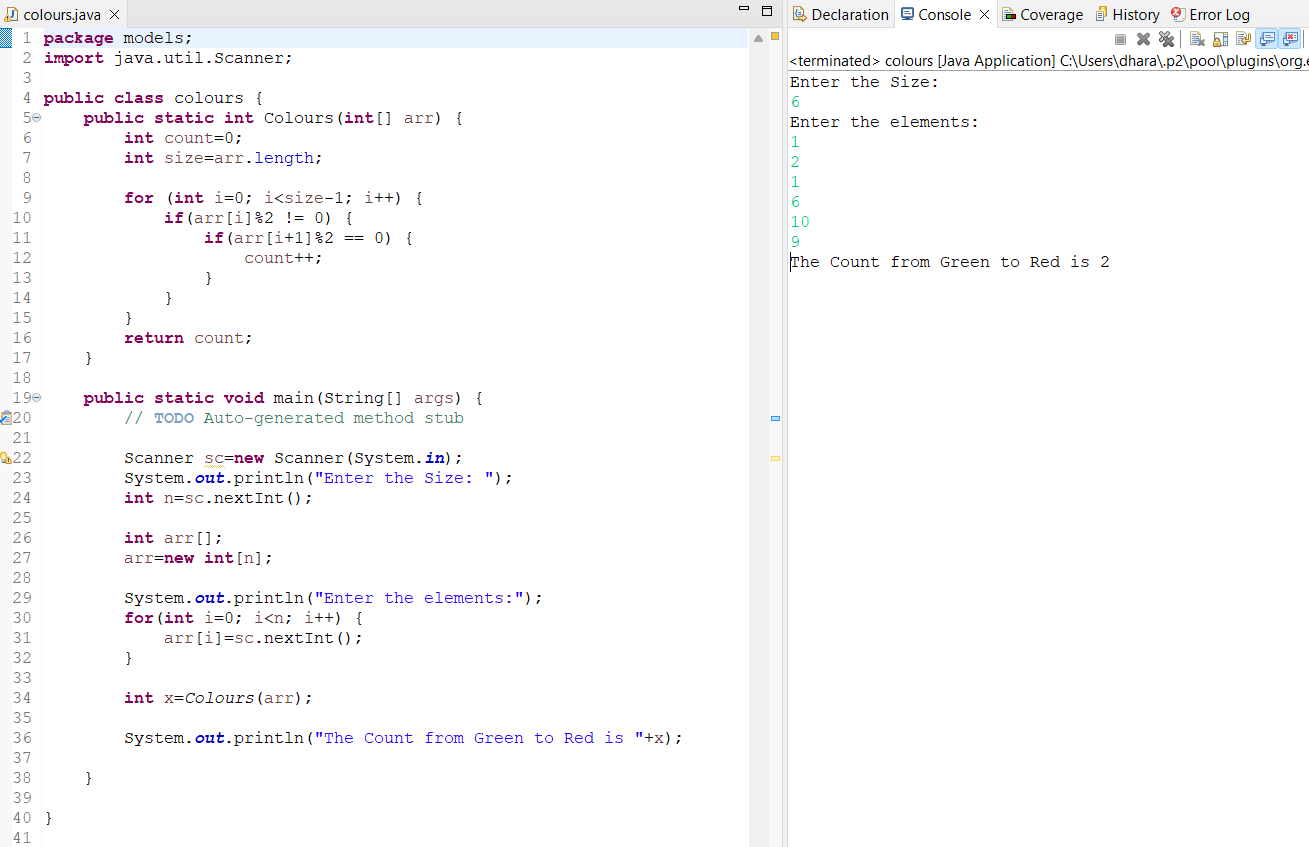 colours.java
1 package models;
2 import java.util.Scanner;
3
4 public class colours {
5     public static int Colours(int[] arr) {
6         int count=0;
7         int size=arr.length;
8
9         for (int i=0; i<size-1; i++) {
10             if(arr[i]%2 != 0) {
11                 if(arr[i+1]%2 == 0) {
12                     count++;
13                 }
14             }
15         }
16         return count;
17     }
18
19     public static void main(String[] args) {
20         // TODO Auto-generated method stub
21
22         Scanner sc=new Scanner(System.in);
23         System.out.println("Enter the Size: ");
24         int n=sc.nextInt();
25
26         int arr[];
27         arr=new int[n];
28
29         System.out.println("Enter the elements:");
30         for(int i=0; i<n; i++) {
31             arr[i]=sc.nextInt();
32         }
33
34         int x=Colours(arr);
35
36         System.out.println("The Count from Green to Red is "+x);
37
38     }
39
40 }
41
Declaration Console Coverage History Error Log
<terminated> colours [Java Application] C:\Users\dhara\.p2\pool\plugins\org.e
Enter the Size:
6
Enter the elements:
1
2
1
6
10
9
The Count from Green to Red is 2